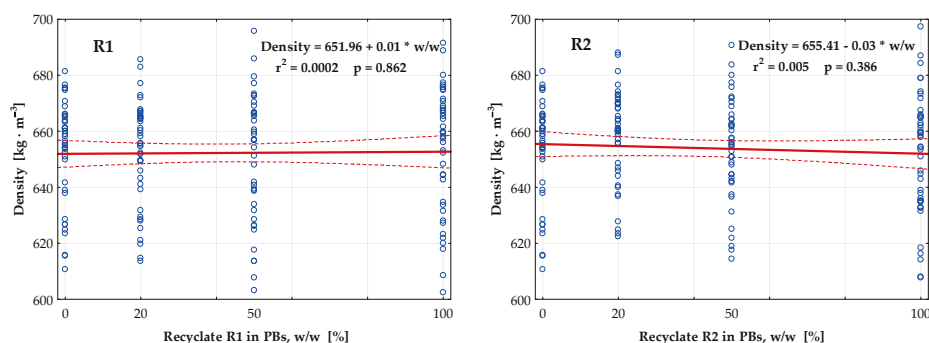 700
680
660
640
620
600
Density  [kg · m⁻³]
R1
Density = 651.96 + 0.01 * w/w
r² = 0.0002    p = 0.862
0
20
50
100
Recyclate R1 in PBs, w/w  [%]
700
680
660
640
620
600
Density  [kg · m⁻³]
R2
Density = 655.41 - 0.03 * w/w
r² = 0.005    p = 0.386
0
20
50
100
Recyclate R2 in PBs, w/w  [%]